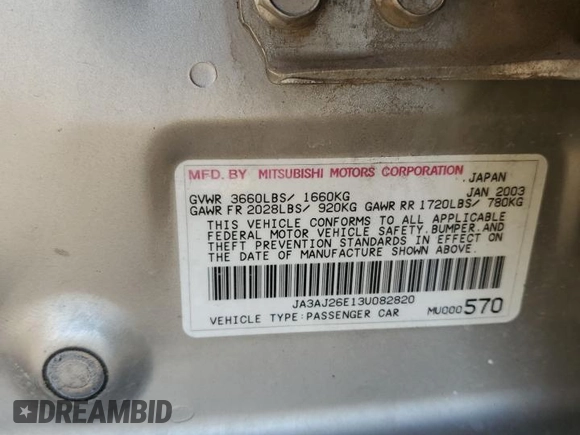 MFD. BY MITSUBISHI MOTORS CORPORATION
JAPAN
GVWR 3660LBS/ 1660KG JAN 2003
GAWR FR 2028LBS/ 920KG GAWR RR 1720LBS/ 780KG
THIS VEHICLE CONFORMS TO ALL APPLICABLE
FEDERAL MOTOR VEHICLE SAFETY, BUMPER, AND
THEFT PREVENTION STANDARDS IN EFFECT ON
THE DATE OF MANUFACTURE SHOWN ABOVE.
JA3AJ26E13U082820
VEHICLE TYPE:PASSENGER CAR MU000570
DREAMBID